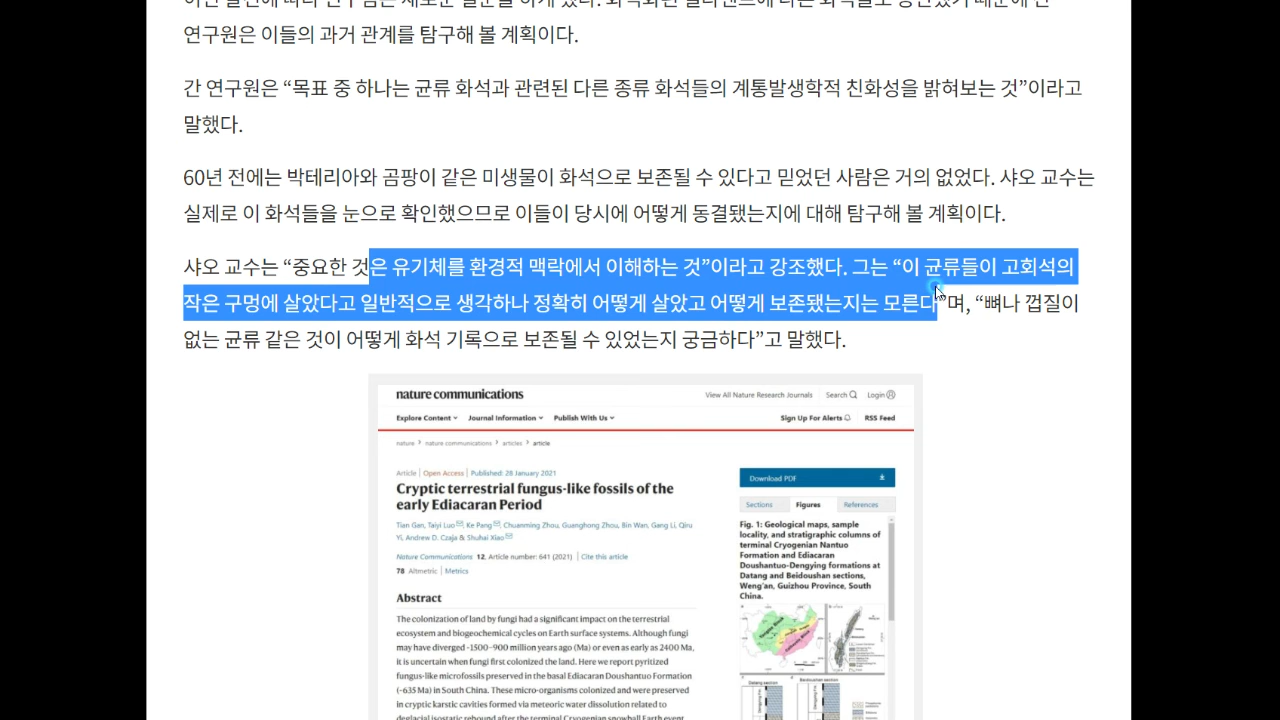 연구원은 이들의 과거 관계를 탐구해 볼 계획이다.
간 연구원은 “목표 중 하나는 균류 화석과 관련된 다른 종류 화석들의 계통발생학적 친화성을 밝혀보는 것”이라고
말했다.
60년 전에는 박테리아와 곰팡이 같은 미생물이 화석으로 보존될 수 있다고 믿었던 사람은 거의 없었다. 샤오 교수는
실제로 이 화석들을 눈으로 확인했으므로 이들이 당시에 어떻게 동결됐는지에 대해 탐구해 볼 계획이다.
샤오 교수는 “중요한 것은 유기체를 환경적 맥락에서 이해하는 것”이라고 강조했다. 그는 “이 균류들이 고회석의
작은 구멍에 살았다고 일반적으로 생각하나 정확히 어떻게 살았고 어떻게 보존됐는지는 모른다”며, “뼈나 껍질이
없는 균류 같은 것이 어떻게 화석 기록으로 보존될 수 있었는지 궁금하다”고 말했다.
nature communications
View All Nature Research Journals Search Login
Explore Content Journal Information Publish With Us Sign Up For Alerts RSS Feed
nature > nature communications > articles > article
Article | Open Access | Published: 28 January 2021
Cryptic terrestrial fungus-like fossils of the
early Ediacaran Period
Tian Gan, Taiyi Luo, Ke Pang, Chuanming Zhou, Guanghong Zhou, Bin Wan, Gang Li, Qiru
Yi, Andrew D. Czaja & Shuhai Xiao
Nature Communications 12, Article number: 641 (2021) | Cite this article
78 Altmetric | Metrics
Abstract
The colonization of land by fungi had a significant impact on the terrestrial
ecosystem and biogeochemical cycles on Earth surface systems. Although fungi
may have diverged ~1500–900 million years ago (Ma) or even as early as 2400 Ma,
it is uncertain when fungi first colonized the land. Here we report pyritized
fungus-like microfossils preserved in the basal Ediacaran Doushantuo Formation
(~635 Ma) in South China. These micro-organisms colonized and were preserved
in cryptic karstic cavities formed via meteoric water dissolution related to
deglacial isostatic rebound after the terminal Cryogenian snowball Earth event.
Download PDF
Sections Figures References
Fig. 1: Geological maps, sample
locality, and stratigraphic columns of
terminal Cryogenian Nantuo
Formation and Ediacaran
Doushantuo-Dengying formations at
Datang and Beidoushan sections,
Weng'an, Guizhou Province, South
China.
Datang section
Beidoushan section